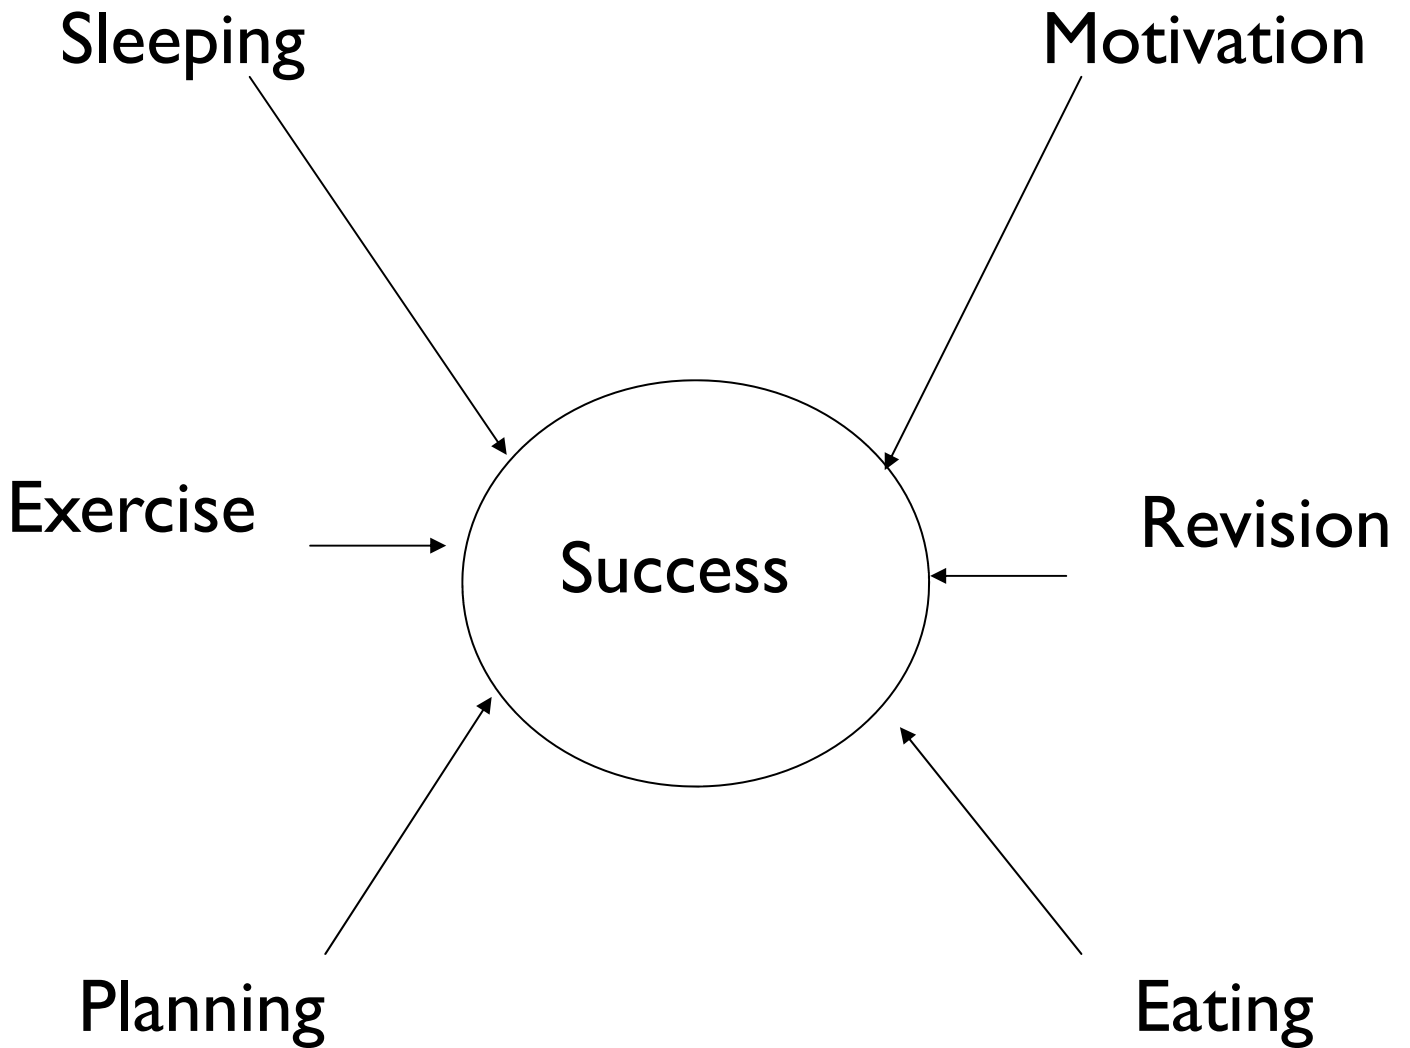 Sleeping
Motivation
Exercise
Revision
Success
Planning
Eating